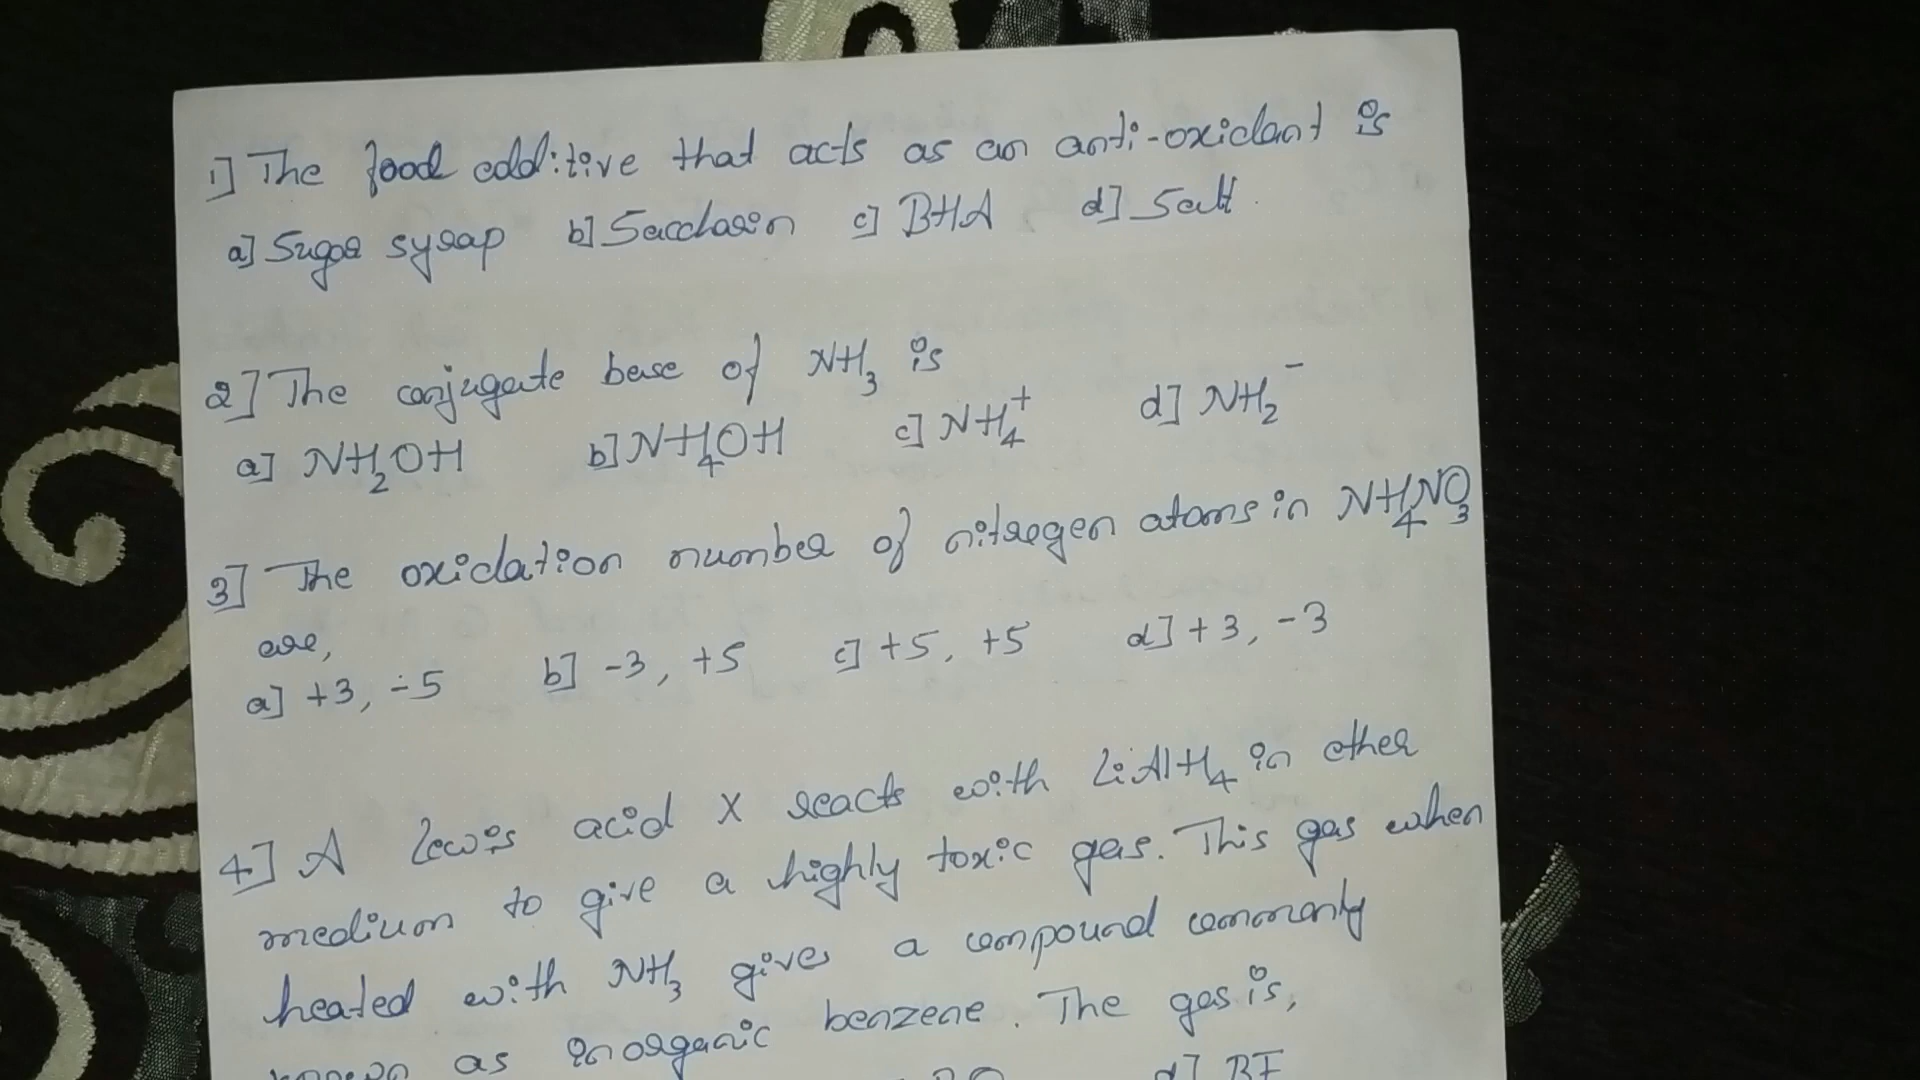 1] The food additive that acts as an anti-oxidant is
a] Sugar syrap b] Saccharin c] BHA d] Salt.
2] The conjugate base of NH₃ is
a] NH₂OH b] NH₄OH c] NH₄⁺ d] NH₂⁻
3] The oxidation number of nitrogen atoms in NH₄NO₃
are,
a] +3, -5 b] -3, +5 c] +5, +5 d] +3, -3
4] A Lewis acid X reacts with LiAlH₄ in ether
medium to give a highly toxic gas. This gas when
heated with NH₃ gives a compound commonly
known as inorganic benzene. The gas is,
d] BF